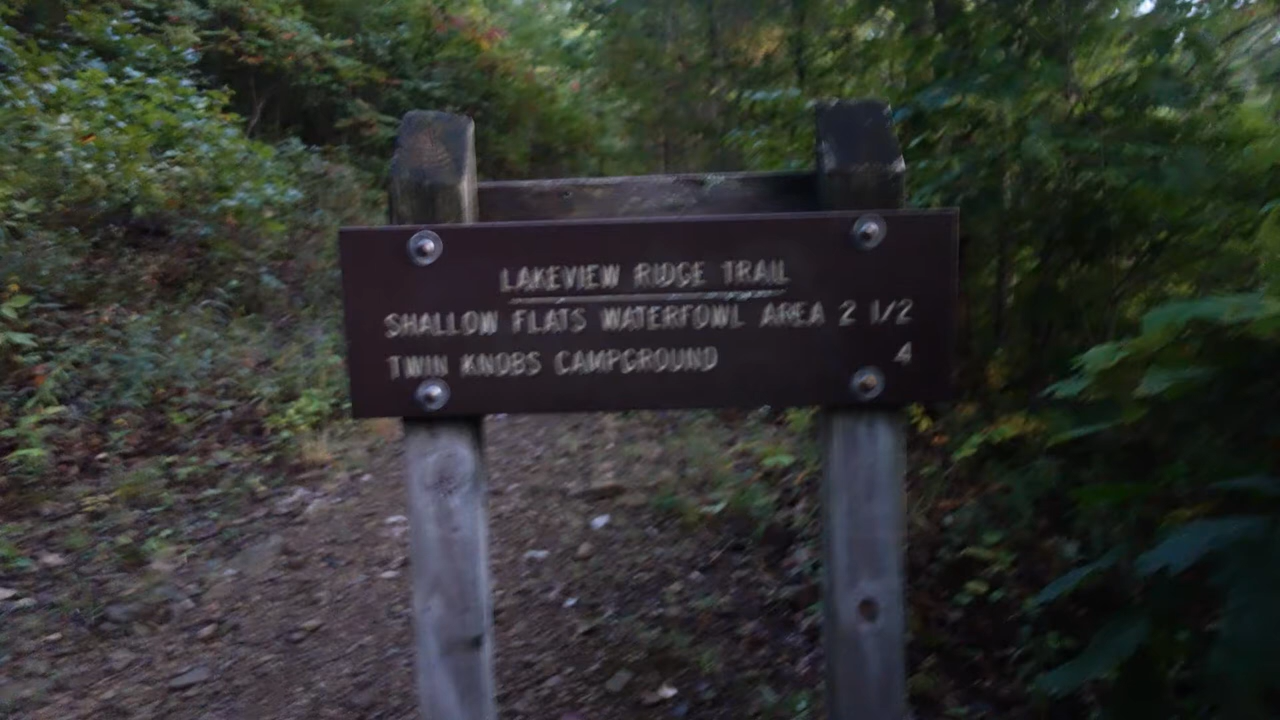 LAKEVIEW RIDGE TRAIL
SHALLOW FLATS WATERFOWL AREA 2 1/2
TWIN KNOBS CAMPGROUND 4